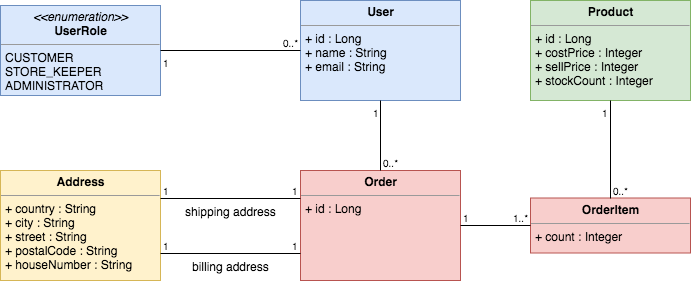 <<enumeration>>
UserRole
CUSTOMER
STORE_KEEPER
ADMINISTRATOR
1
0..*
User
+ id : Long
+ name : String
+ email : String
Product
+ id : Long
+ costPrice : Integer
+ sellPrice : Integer
+ stockCount : Integer
1
0..*
1
0..*
Address
+ country : String
+ city : String
+ street : String
+ postalCode : String
+ houseNumber : String
1
1
shipping address
1
1
billing address
Order
+ id : Long
1
1..*
OrderItem
+ count : Integer